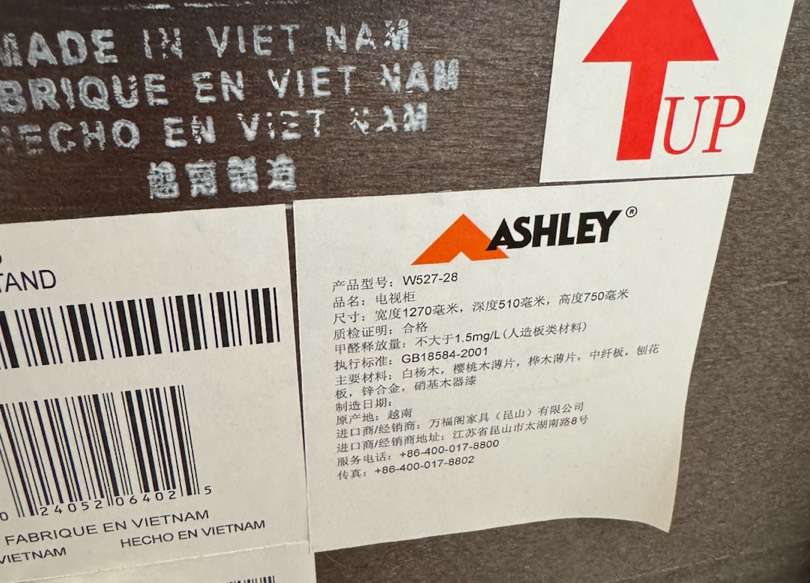 MADE IN VIET NAM
FABRIQUE EN VIET NAM
HECHO EN VIET NAM
越南製造
UP
ASHLEY®
产品型号：W527-28
品名：电视柜
尺寸：宽度1270毫米，深度510毫米，高度750毫米
质检证明：合格
甲醛释放量：不大于1.5mg/L(人造板类材料)
执行标准：GB18584-2001
主要材料：白杨木，樱桃木薄片，桦木薄片，中纤板，刨花
板，锌合金，硝基木器漆
制造日期：
原产地：越南
进口商/经销商：万福阁家具（昆山）有限公司
进口商/经销商地址：江苏省昆山市太湖南路8号
服务电话：+86-400-017-8800
传真：+86-400-017-8802
TAND
0 24052 06402 5
FABRIQUE EN VIETNAM
VIETNAM HECHO EN VIETNAM